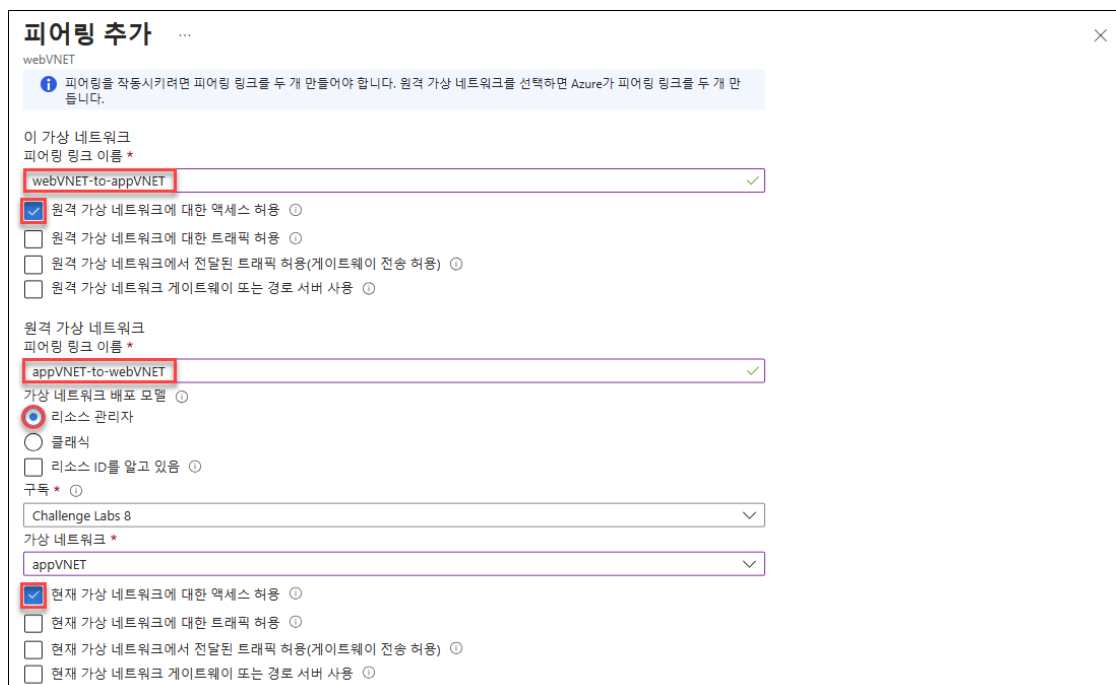 피어링 추가 ...
webVNET
피어링을 작동시키려면 피어링 링크를 두 개 만들어야 합니다. 원격 가상 네트워크를 선택하면 Azure가 피어링 링크를 두 개 만
듭니다.
이 가상 네트워크
피어링 링크 이름 *
webVNET-to-appVNET
원격 가상 네트워크에 대한 액세스 허용
원격 가상 네트워크에 대한 트래픽 허용
원격 가상 네트워크에서 전달된 트래픽 허용(게이트웨이 전송 허용)
원격 가상 네트워크 게이트웨이 또는 경로 서버 사용
원격 가상 네트워크
피어링 링크 이름 *
appVNET-to-webVNET
가상 네트워크 배포 모델
리소스 관리자
클래식
리소스 ID를 알고 있음
구독 *
Challenge Labs 8
가상 네트워크 *
appVNET
현재 가상 네트워크에 대한 액세스 허용
현재 가상 네트워크에 대한 트래픽 허용
현재 가상 네트워크에서 전달된 트래픽 허용(게이트웨이 전송 허용)
현재 가상 네트워크 게이트웨이 또는 경로 서버 사용